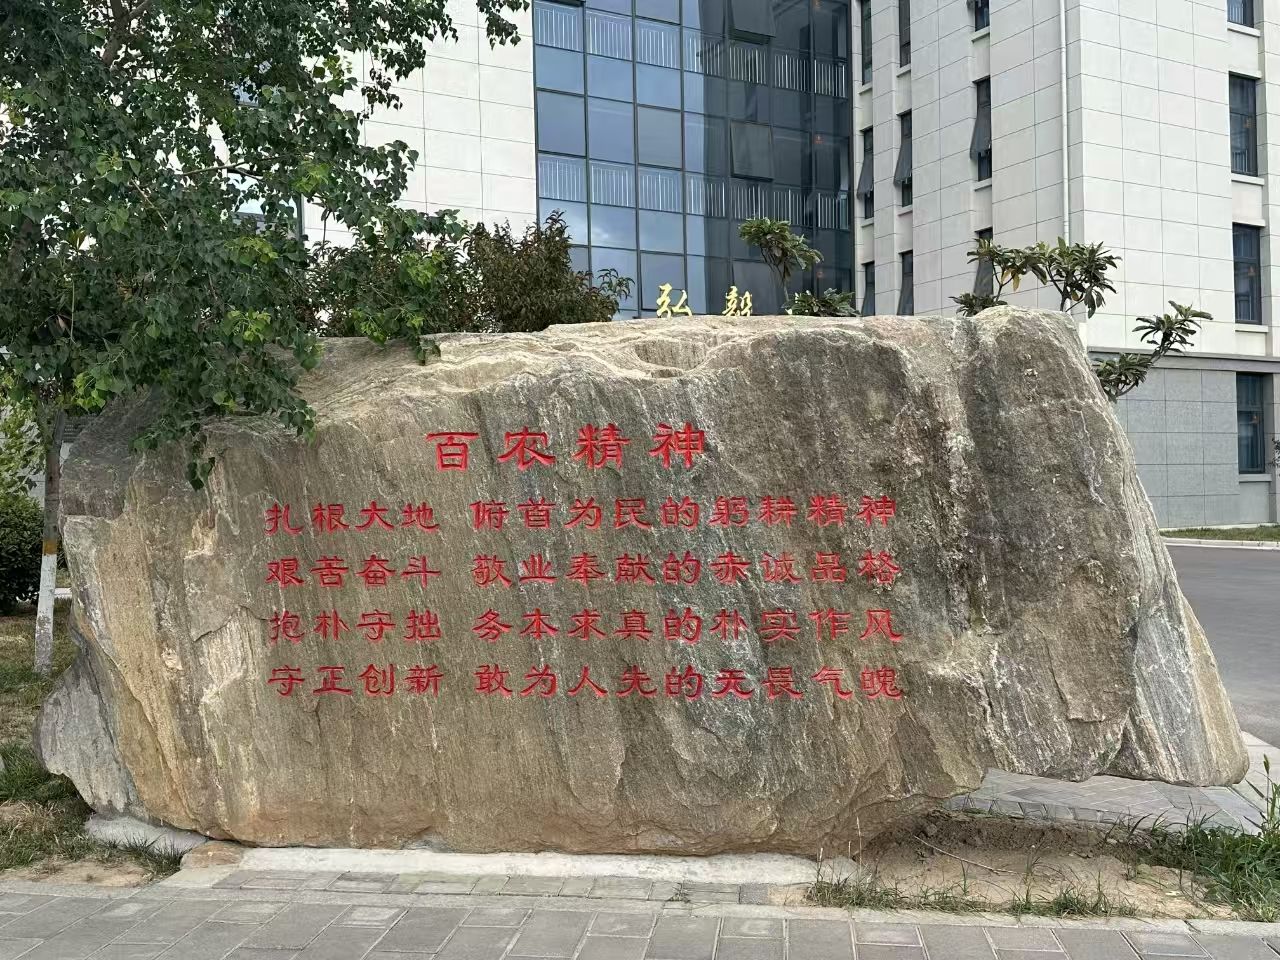 弘毅
百农精神
扎根大地 俯首为民的躬耕精神
艰苦奋斗 敬业奉献的赤诚品格
抱朴守拙 务本求真的朴实作风
守正创新 敢为人先的无畏气魄